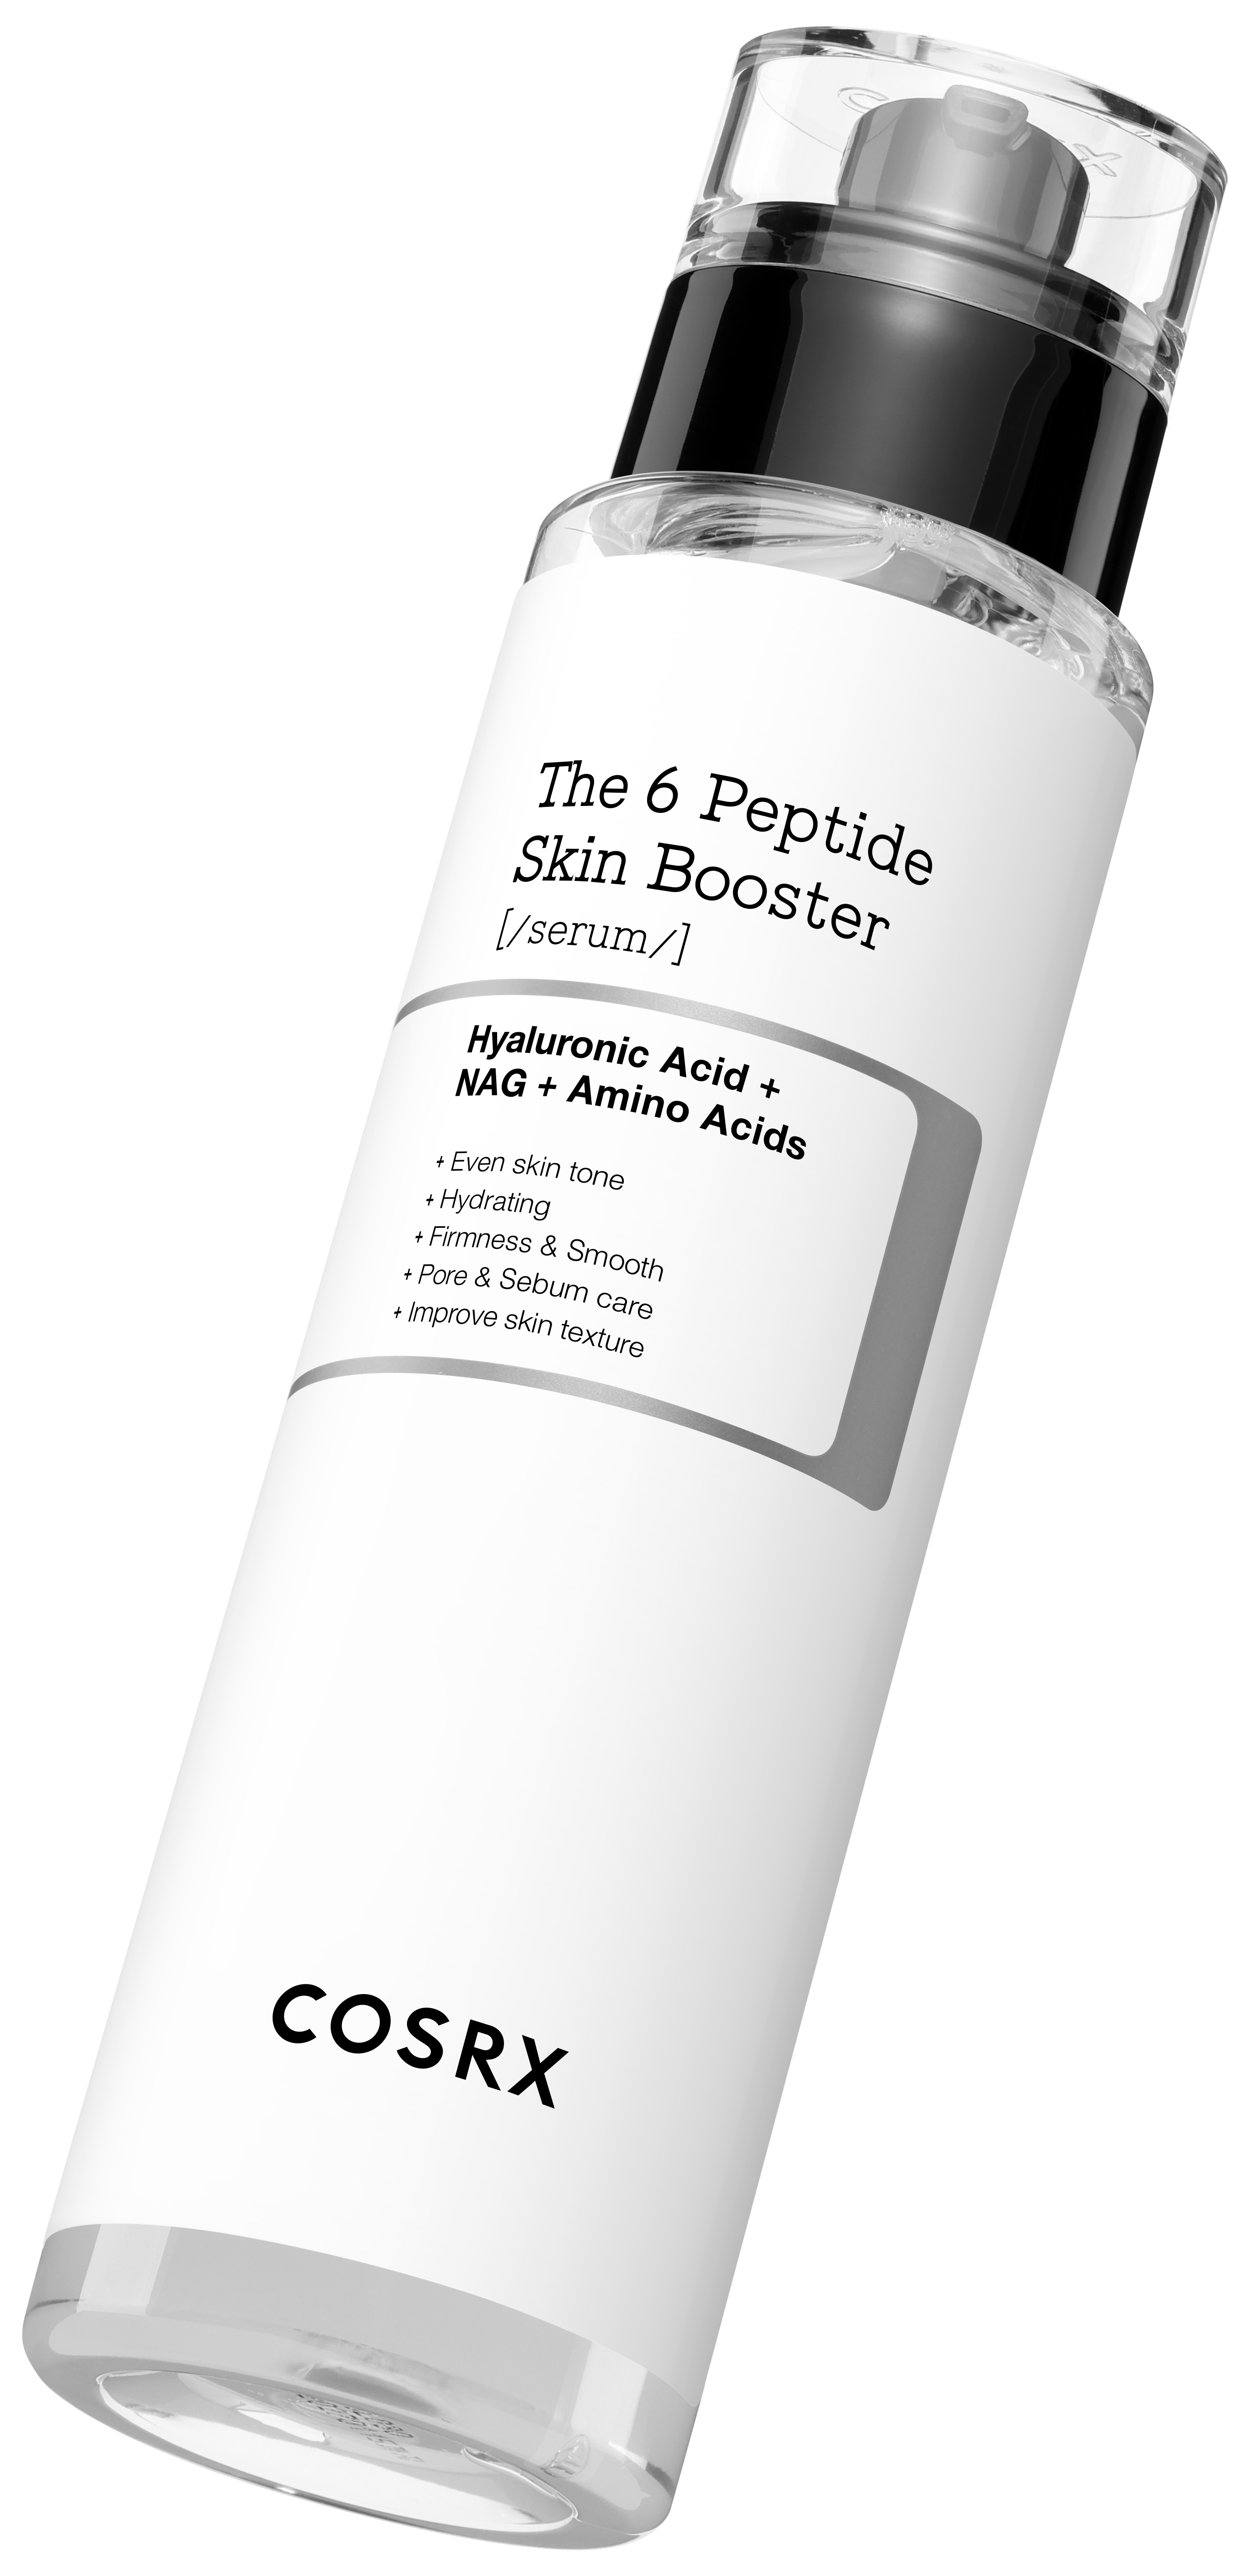 The 6 Peptide
Skin Booster
[/serum/]
Hyaluronic Acid +
NAG + Amino Acids
+ Even skin tone
+ Hydrating
+ Firmness & Smooth
+ Pore & Sebum care
+ Improve skin texture
COSRX